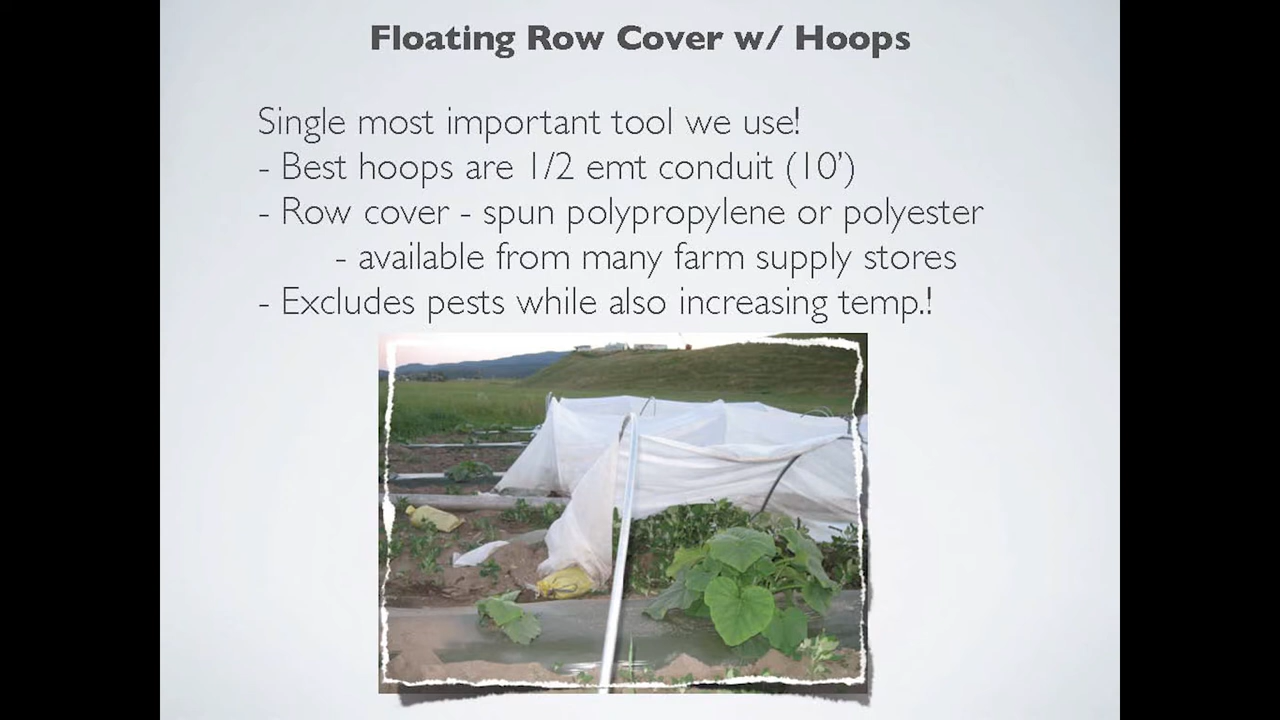 Floating Row Cover w/ Hoops
Single most important tool we use!
- Best hoops are 1/2 emt conduit (10’)
- Row cover - spun polypropylene or polyester
- available from many farm supply stores
- Excludes pests while also increasing temp.!